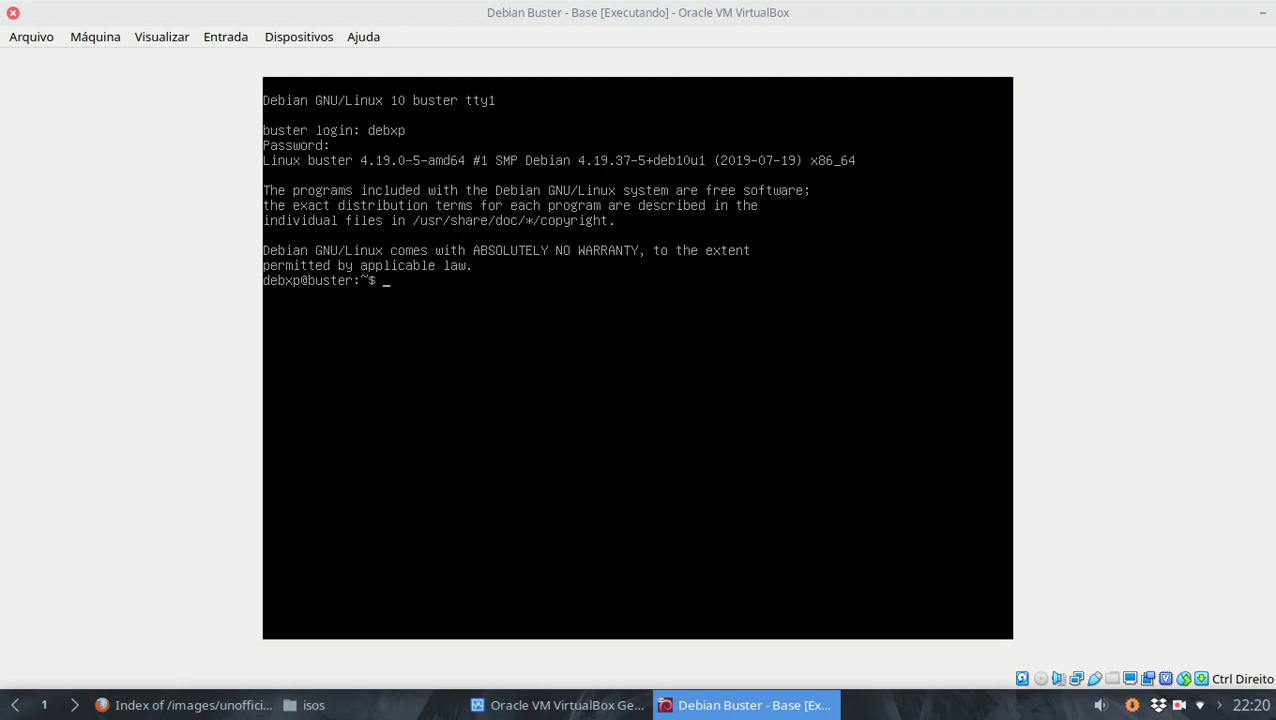 Debian Buster - Base [Executando] - Oracle VM VirtualBox
Arquivo Máquina Visualizar Entrada Dispositivos Ajuda
Debian GNU/Linux 10 buster tty1
buster login: debxp
Password:
Linux buster 4.19.0-5-amd64 #1 SMP Debian 4.19.37-5+deb10u1 (2019-07-19) x86_64
The programs included with the Debian GNU/Linux system are free software;
the exact distribution terms for each program are described in the
individual files in /usr/share/doc/*/copyright.
Debian GNU/Linux comes with ABSOLUTELY NO WARRANTY, to the extent
permitted by applicable law.
debxp@buster:~$ _
Ctrl Direito
1 Index of /images/unoffici... isos Oracle VM VirtualBox Ge... Debian Buster - Base [Ex... 22:20